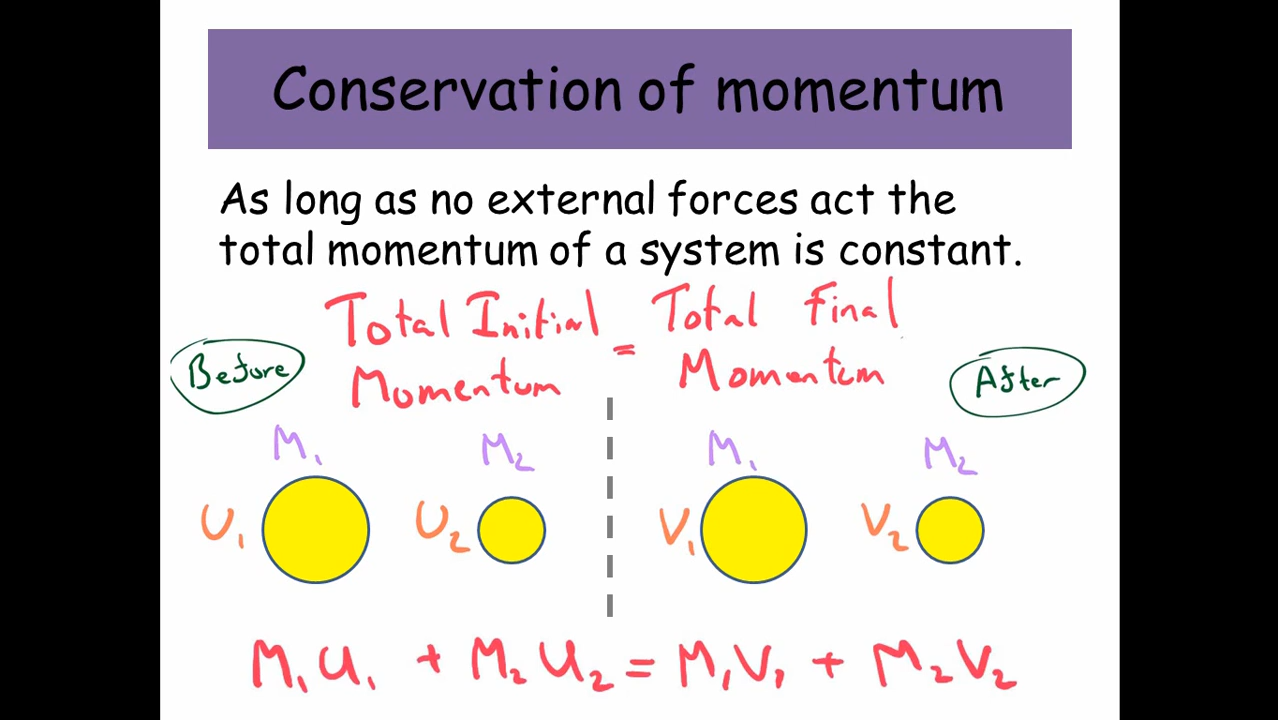 Conservation of momentum
As long as no external forces act the
total momentum of a system is constant.
Total Initial = Total Final
Momentum Momentum
Before After
M₁ M₂ M₁ M₂
U₁ U₂ V₁ V₂
M₁U₁ + M₂U₂ = M₁V₁ + M₂V₂